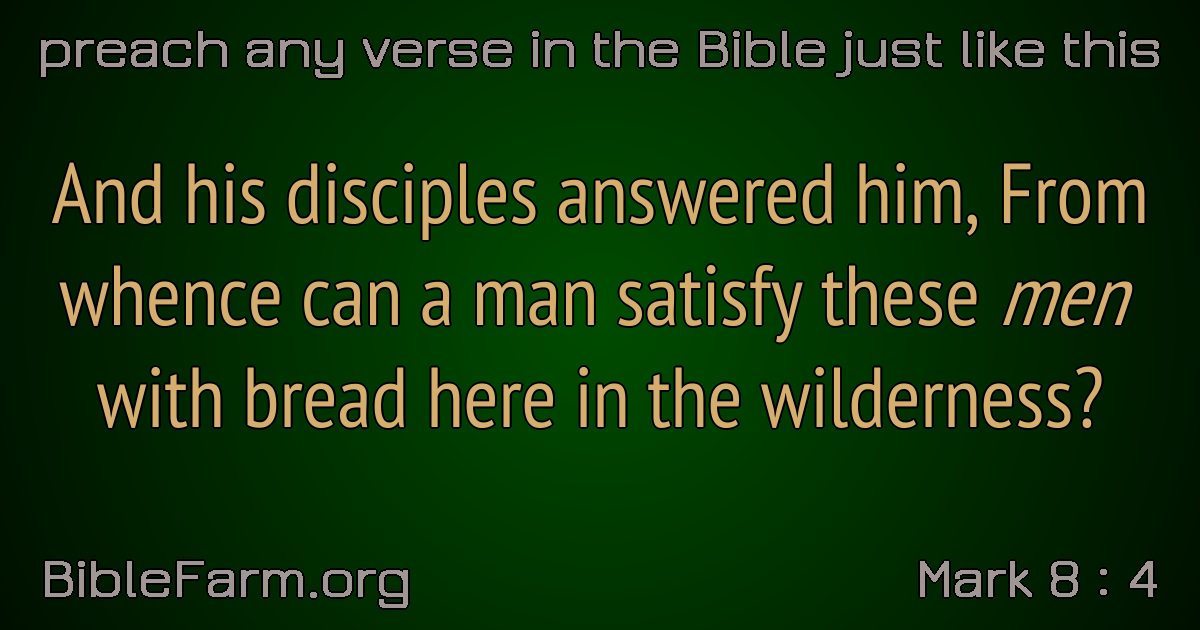 preach any verse in the Bible just like this
And his disciples answered him, From
whence can a man satisfy these men
with bread here in the wilderness?
BibleFarm.org
Mark 8 : 4